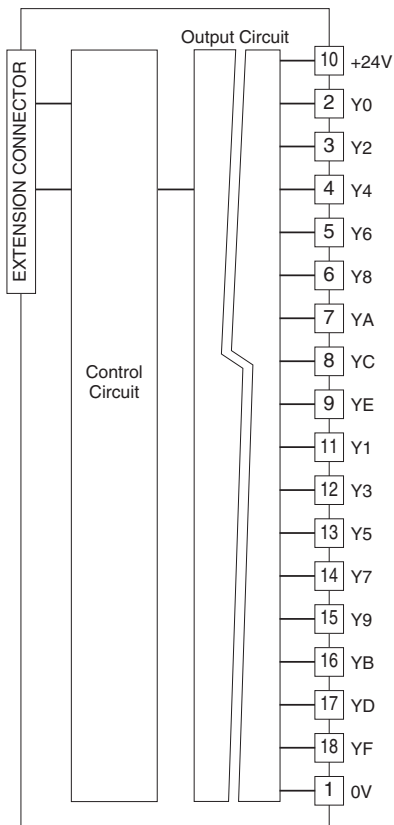 Output Circuit
EXTENSION CONNECTOR
Control
Circuit
10 +24V
2 Y0
3 Y2
4 Y4
5 Y6
6 Y8
7 YA
8 YC
9 YE
11 Y1
12 Y3
13 Y5
14 Y7
15 Y9
16 YB
17 YD
18 YF
1 0V